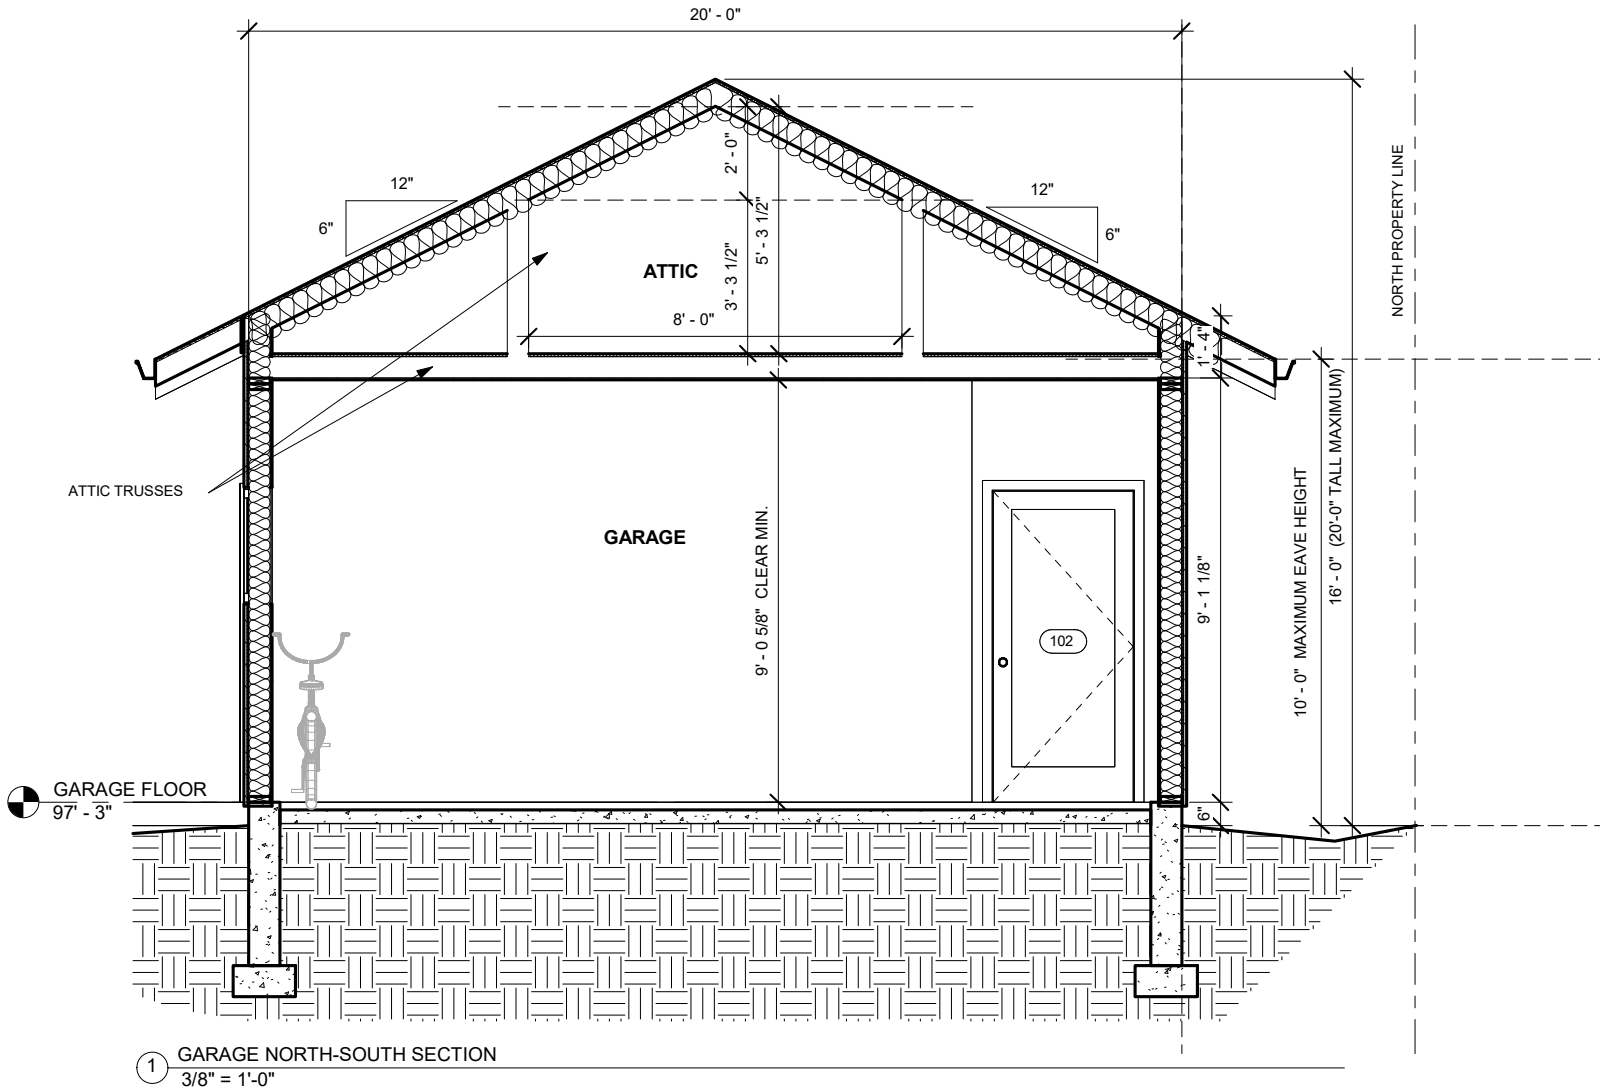 20' - 0"
12"
6"
2' - 0"
5' - 3 1/2"
3' - 3 1/2"
12"
6"
NORTH PROPERTY LINE
ATTIC
8' - 0"
1' - 4"
ATTIC TRUSSES
GARAGE
9' - 0 5/8" CLEAR MIN.
102
9' - 1 1/8"
10' - 0" MAXIMUM EAVE HEIGHT
16' - 0" (20'-0" TALL MAXIMUM)
6"
GARAGE FLOOR
97' - 3"
1
GARAGE NORTH-SOUTH SECTION
3/8" = 1'-0"